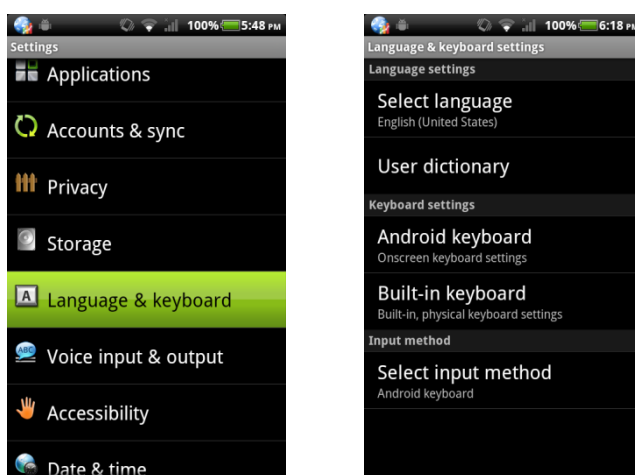 100% 5:48 PM
Settings
Applications
Accounts & sync
Privacy
Storage
A Language & keyboard
ABC Voice input & output
Accessibility
Date & time
100% 6:18 PM
Language & keyboard settings
Language settings
Select language
English (United States)
User dictionary
Keyboard settings
Android keyboard
Onscreen keyboard settings
Built-in keyboard
Built-in, physical keyboard settings
Input method
Select input method
Android keyboard